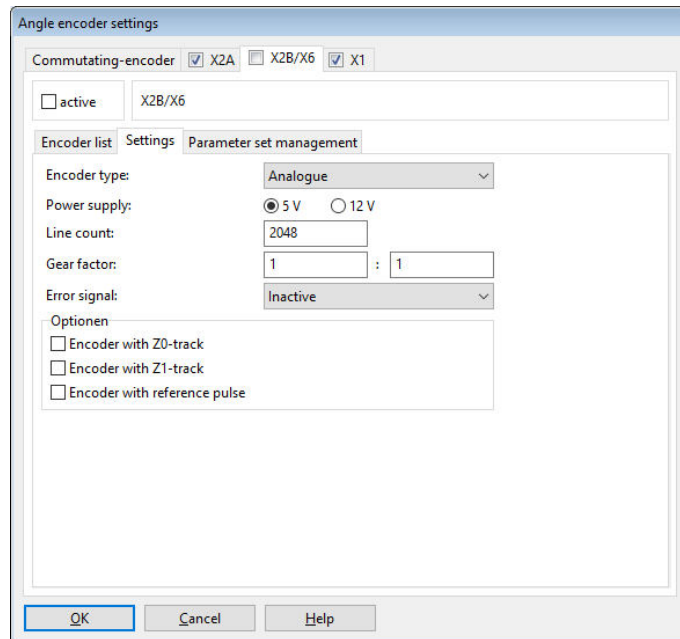 Angle encoder settings
Commutating-encoder X2A X2B/X6 X1
active X2B/X6
Encoder list Settings Parameter set management
Encoder type: Analogue
Power supply: 5 V 12 V
Line count: 2048
Gear factor: 1 : 1
Error signal: Inactive
Optionen
Encoder with Z0-track
Encoder with Z1-track
Encoder with reference pulse
OK Cancel Help